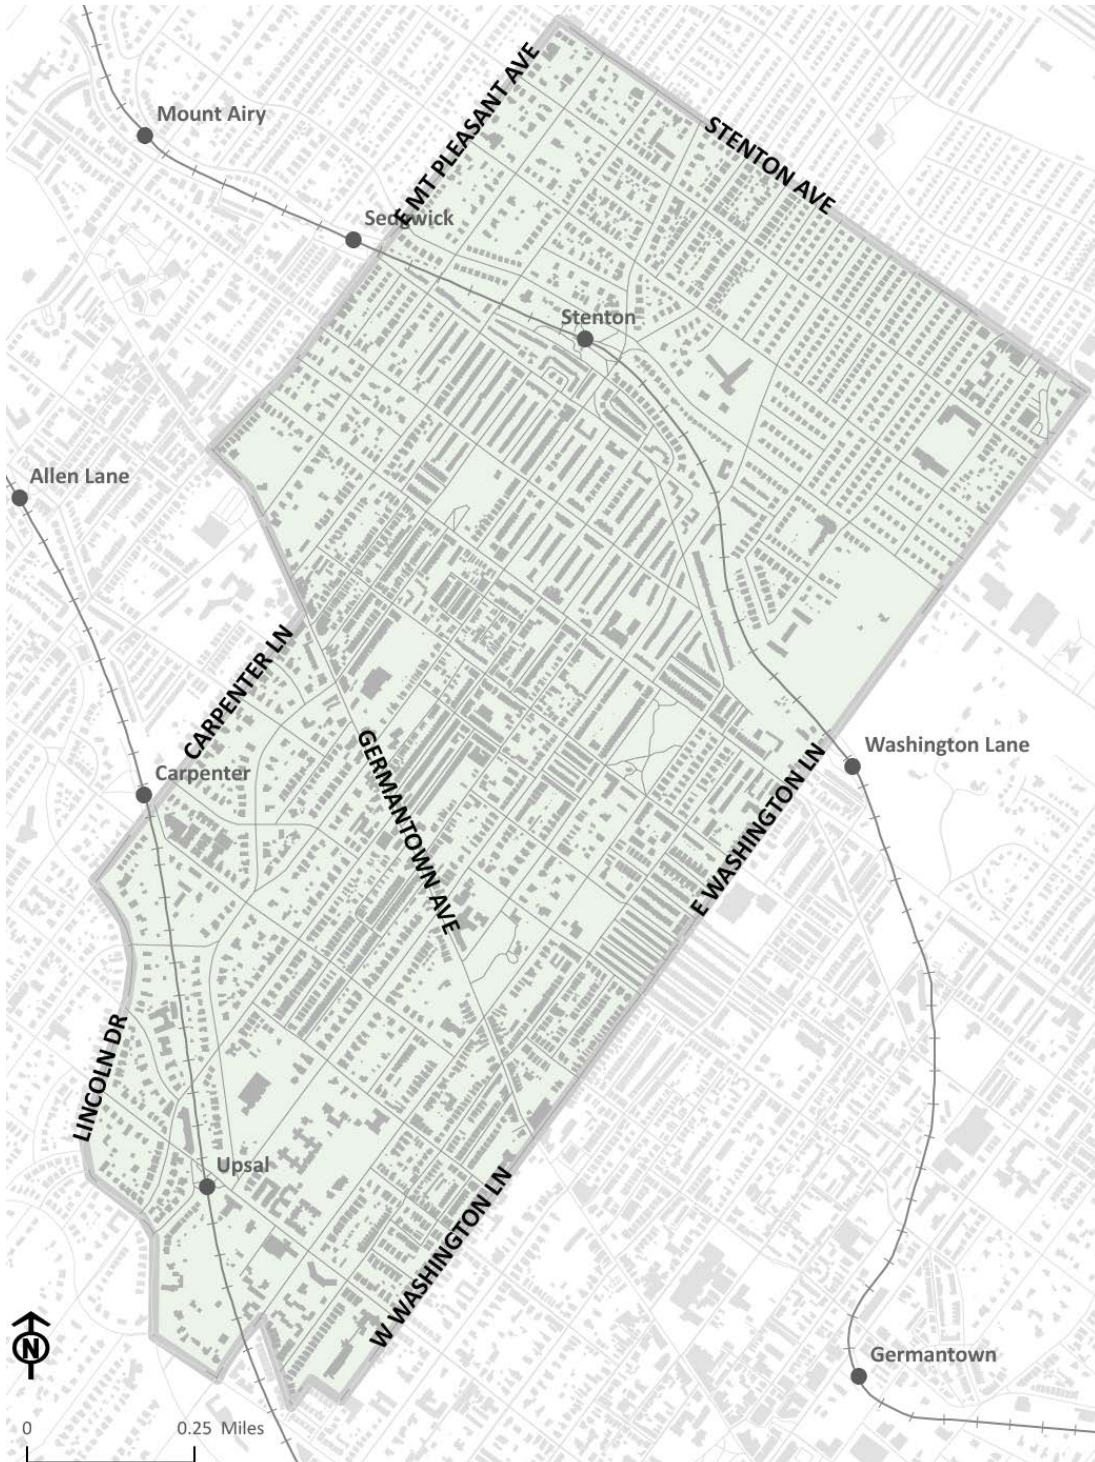 E MT PLEASANT AVE
STENTON AVE
Mount Airy
Sedgwick
Stenton
Allen Lane
CARPENTER LN
Carpenter
GERMANTOWN AVE
Washington Lane
E WASHINGTON LN
LINCOLN DR
Upsal
W WASHINGTON LN
N
Germantown
0 0.25 Miles